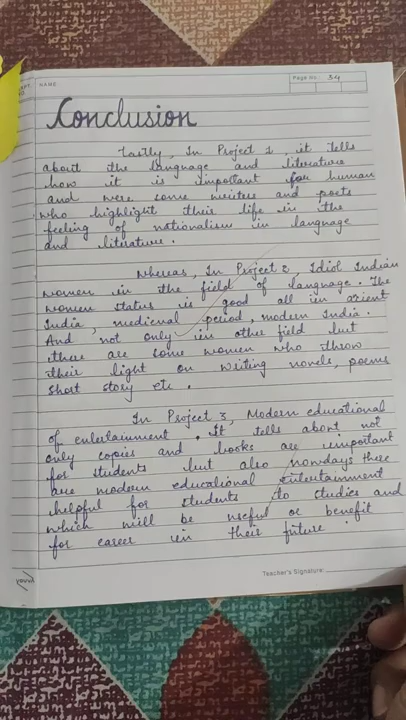 NAME:
Page No. 34
Conclusion
Lastly, In Project 1, it tells
about the language and literature
how it is important for human
and were some writers and poets
who highlight their life in the
feeling of nationalism in language
and literature.
Whereas, In Project 2, Idiol Indian
women in the field of language. The
women status is good all in
India, medieval period, modern India.
And not only in other field but
there are some women who throw
their light on writing novels, poems
short story etc.
In Project 3, Modern educational
of entertainment. It tells abort not
only copies and books are important
for students but also nowdays there
are modern educational entertainment
helpful for students to studies and
which will be useful or benefit
for career in their future.
Teacher's Signature:
youva